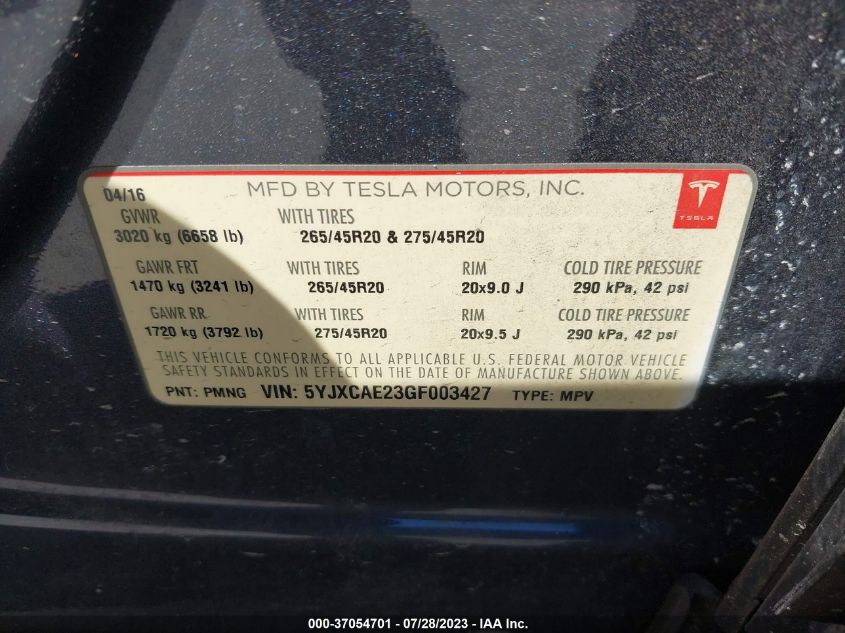 04/16 MFD BY TESLA MOTORS, INC.
TESLA
GVWR WITH TIRES
3020 kg (6658 lb) 265/45R20 & 275/45R20
GAWR FRT WITH TIRES RIM COLD TIRE PRESSURE
1470 kg (3241 lb) 265/45R20 20x9.0 J 290 kPa, 42 psi
GAWR RR WITH TIRES RIM COLD TIRE PRESSURE
1720 kg (3792 lb) 275/45R20 20x9.5 J 290 kPa, 42 psi
THIS VEHICLE CONFORMS TO ALL APPLICABLE U.S. FEDERAL MOTOR VEHICLE
SAFETY STANDARDS IN EFFECT ON THE DATE OF MANUFACTURE SHOWN ABOVE.
PNT: PMNG VIN: 5YJXCAE23GF003427 TYPE: MPV
000-37054701 / 07/28/2023 - IAA Inc.